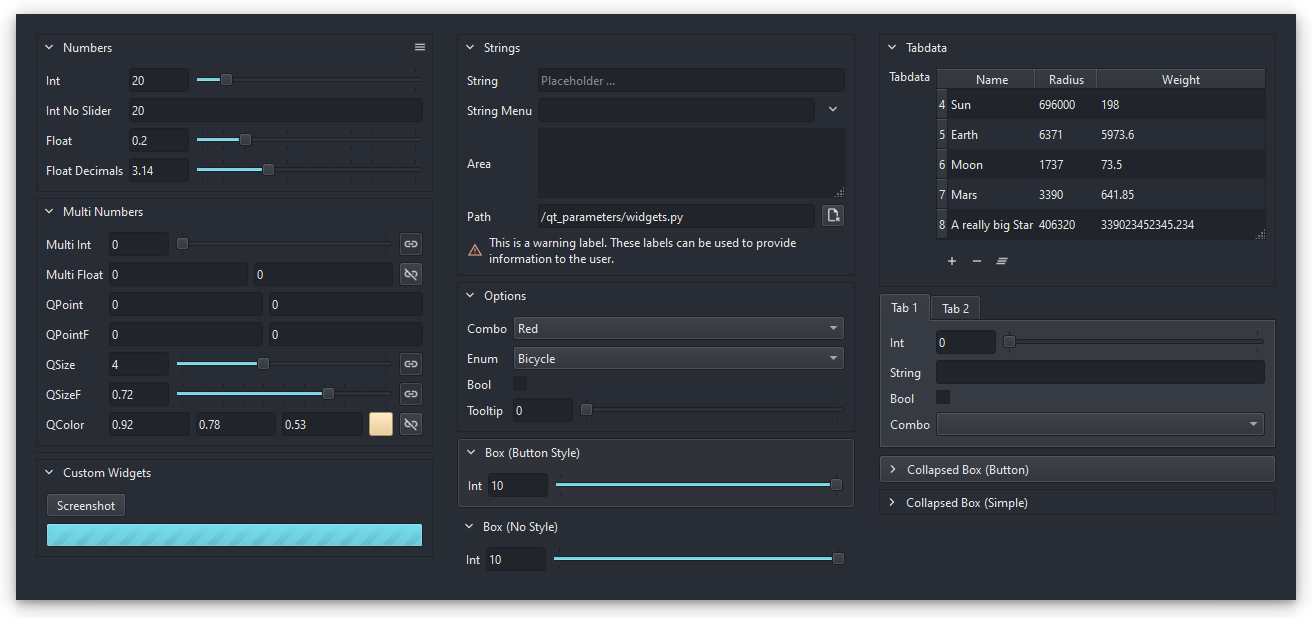 Numbers
Int 20
Int No Slider 20
Float 0.2
Float Decimals 3.14
Multi Numbers
Multi Int 0
Multi Float 0 0
QPoint 0 0
QPointF 0 0
QSize 4
QSizeF 0.72
QColor 0.92 0.78 0.53
Custom Widgets
Screenshot
Strings
String Placeholder ...
String Menu
Area
Path /qt_parameters/widgets.py
This is a warning label. These labels can be used to provide
information to the user.
Options
Combo Red
Enum Bicycle
Bool
Tooltip 0
Box (Button Style)
Int 10
Box (No Style)
Int 10
Tabdata
Tabdata Name Radius Weight
4 Sun 696000 198
5 Earth 6371 5973.6
6 Moon 1737 73.5
7 Mars 3390 641.85
8 A really big Star 406320 339023452345.234
Tab 1 Tab 2
Int 0
String
Bool
Combo
Collapsed Box (Button)
Collapsed Box (Simple)